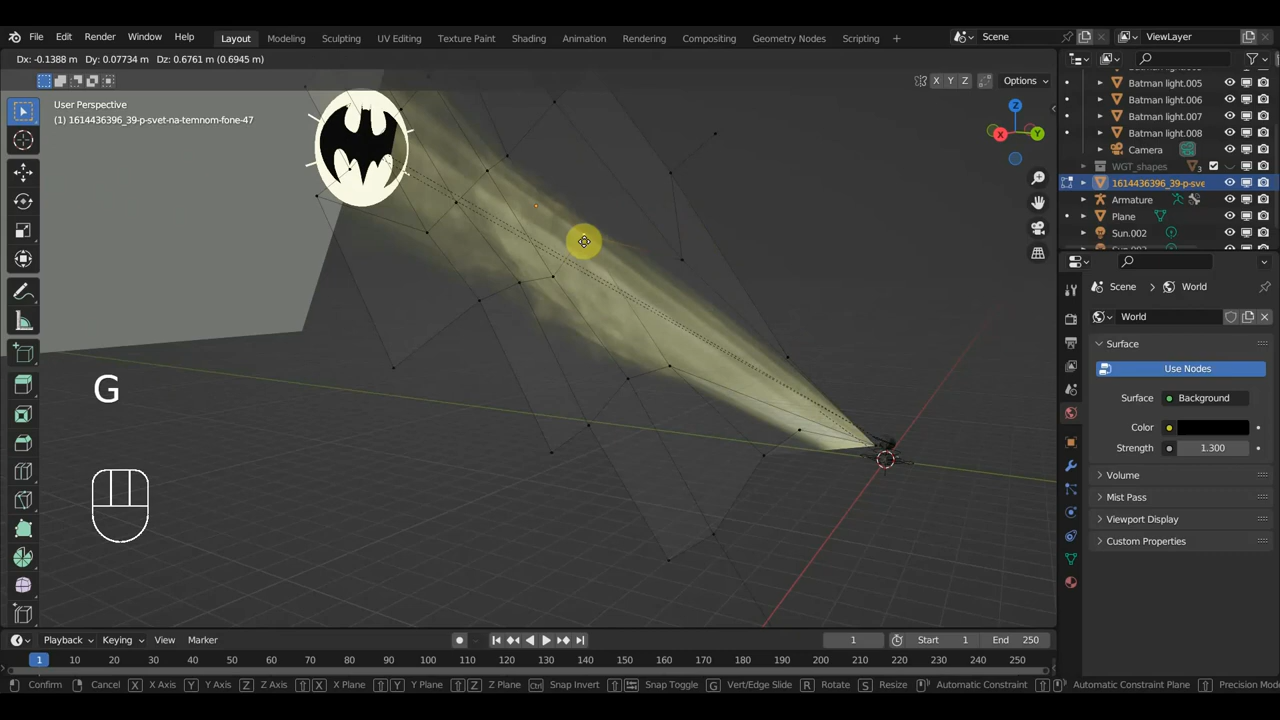 File Edit Render Window Help Layout Modeling Sculpting UV Editing Texture Paint Shading Animation Rendering Compositing Geometry Nodes Scripting + Scene ViewLayer
Dx: -0.1388 m Dy: 0.07734 m Dz: 0.6761 m (0.6945 m)
X Y Z Options
User Perspective
(1) 1614436396_39-p-svet-na-temnom-fone-47
Z
X
Y
G
Batman light.005
Batman light.006
Batman light.007
Batman light.008
Camera
WGT_shapes 3
1614436396_39-p-sve
Armature
Plane
Sun.002
Scene > World
World
Surface
Use Nodes
Surface Background
Color
Strength 1.300
Volume
Mist Pass
Viewport Display
Custom Properties
Playback Keying View Marker 1 Start 1 End 250
1 10 20 30 40 50 60 70 80 90 100 110 120 130 140 150 160 170 180 190 200 210 220 230 240 250
Confirm Cancel X X Axis Y Y Axis Z Z Axis X X Plane Y Y Plane Z Z Plane Ctrl Snap Invert Snap Toggle G Vert/Edge Slide R Rotate S Resize Automatic Constraint Automatic Constraint Plane Precision Mode